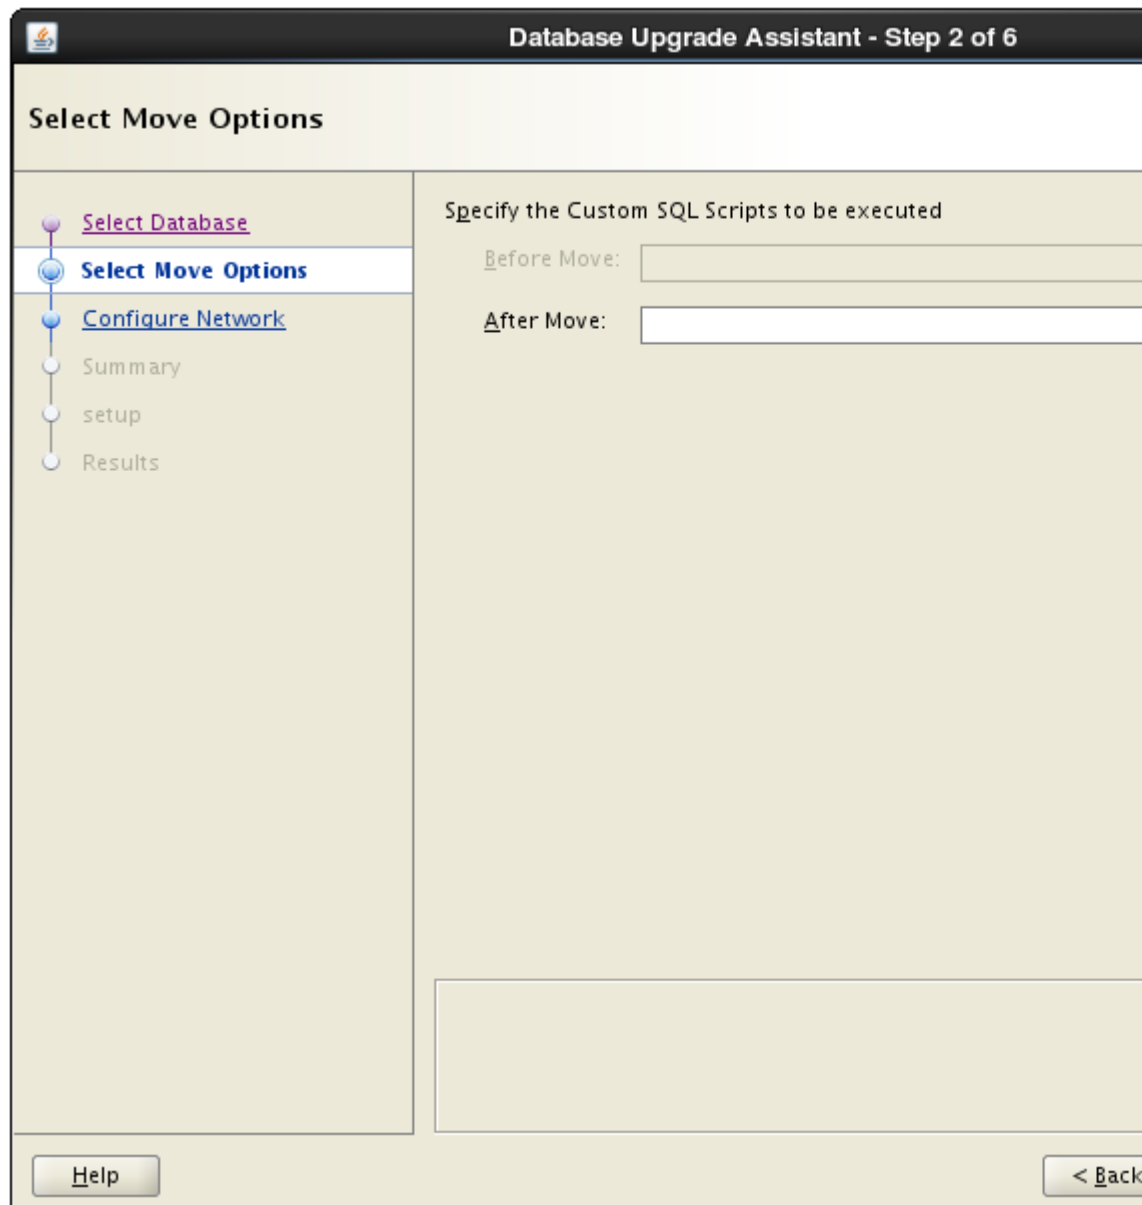 Database Upgrade Assistant - Step 2 of 6
Select Move Options
Select Database
Select Move Options
Configure Network
Summary
setup
Results
Specify the Custom SQL Scripts to be executed
Before Move:
After Move:
Help
< Back